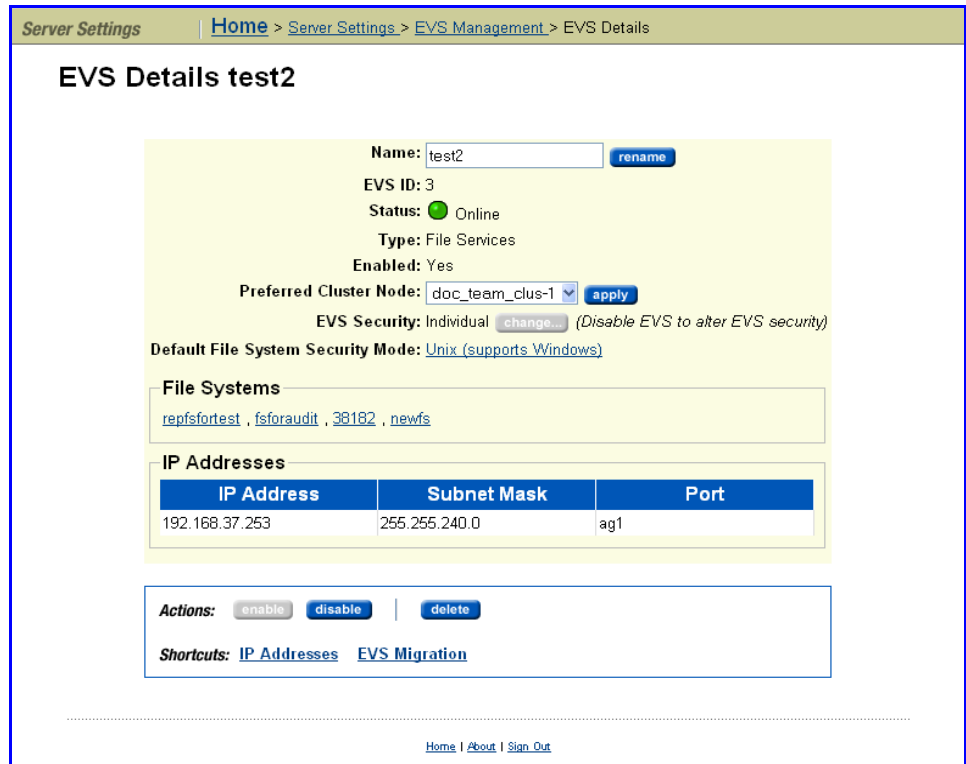 Server Settings Home > Server Settings > EVS Management > EVS Details
EVS Details test2
Name: test2 rename
EVS ID: 3
Status: Online
Type: File Services
Enabled: Yes
Preferred Cluster Node: doc_team_clus-1 apply
EVS Security: Individual change... (Disable EVS to alter EVS security)
Default File System Security Mode: Unix (supports Windows)
File Systems
repfsfortest , fsforaudit , 38182 , newfs
IP Addresses
IP Address Subnet Mask Port
192.168.37.253 255.255.240.0 ag1
Actions: enable disable | delete
Shortcuts: IP Addresses EVS Migration
Home | About | Sign Out